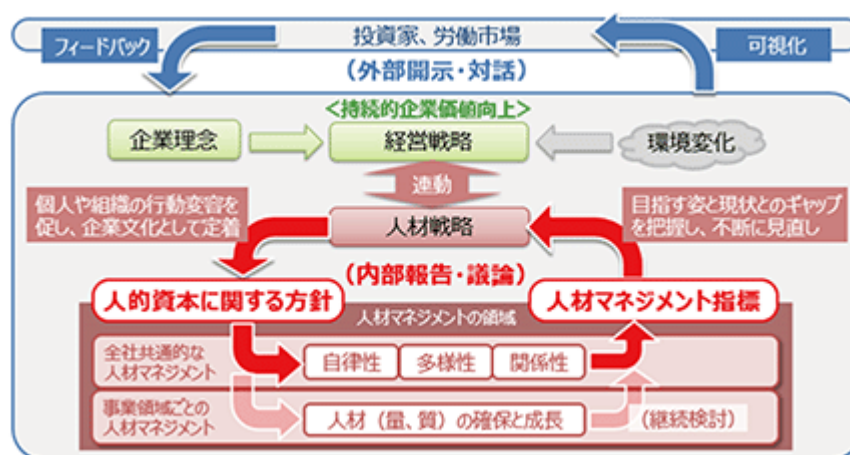 投資家、労働市場
フィードバック
可視化
（外部開示・対話）
＜持続的企業価値向上＞
企業理念
経営戦略
環境変化
連動
個人や組織の行動変容を
促し、企業文化として定着
目指す姿と現状とのギャップ
を把握し、不断に見直し
人材戦略
（内部報告・議論）
人的資本に関する方針
人材マネジメント指標
人材マネジメントの領域
全社共通的な
人材マネジメント
自律性
多様性
関係性
事業領域ごとの
人材マネジメント
人材（量、質）の確保と成長
（継続検討）